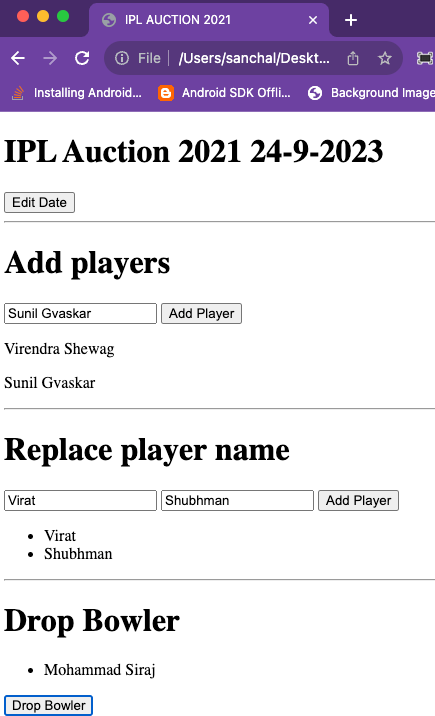 IPL AUCTION 2021
File /Users/sanchal/Deskt...
Installing Android... Android SDK Offli... Background Image
IPL Auction 2021 24-9-2023
Edit Date
Add players
Sunil Gvaskar Add Player
Virendra Shewag
Sunil Gvaskar
Replace player name
Virat Shubhman Add Player
Virat
Shubhman
Drop Bowler
Mohammad Siraj
Drop Bowler